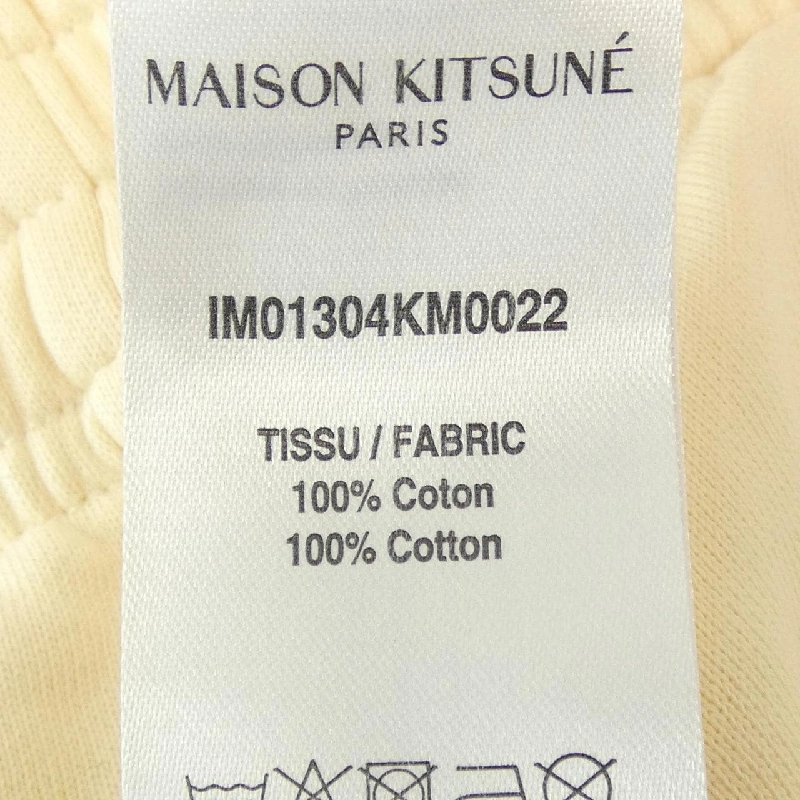 MAISON KITSUNÉ
PARIS
IM01304KM0022
TISSU / FABRIC
100% Coton
100% Cotton